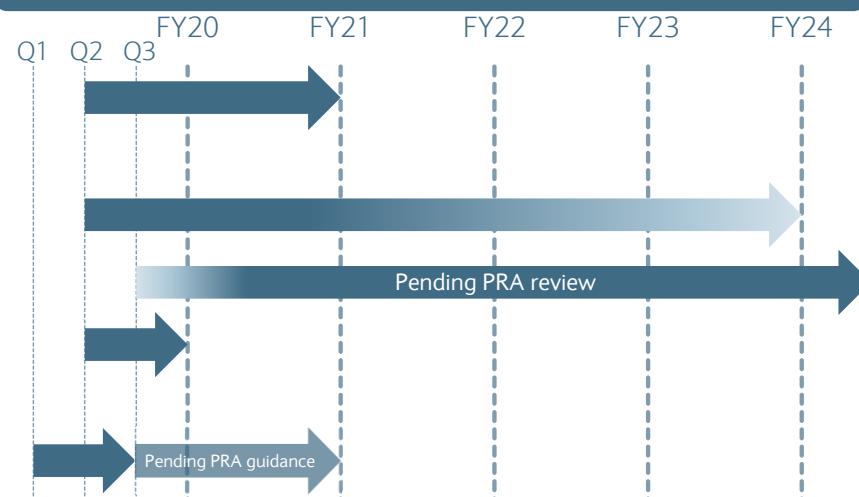 FY20 FY21 FY22 FY23 FY24
Q1 Q2 Q3
Pending PRA review
Pending PRA guidance